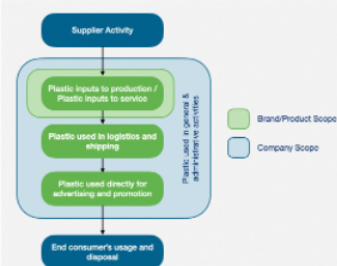 Supplier Activity
Plastic inputs to production /
Plastic inputs to service
Plastic used in logistics and
shipping
Plastic used directly for
advertising and promotion
End consumer's usage and
disposal
Plastic used in general &
administrative activities
Brand/Product Scope
Company Scope